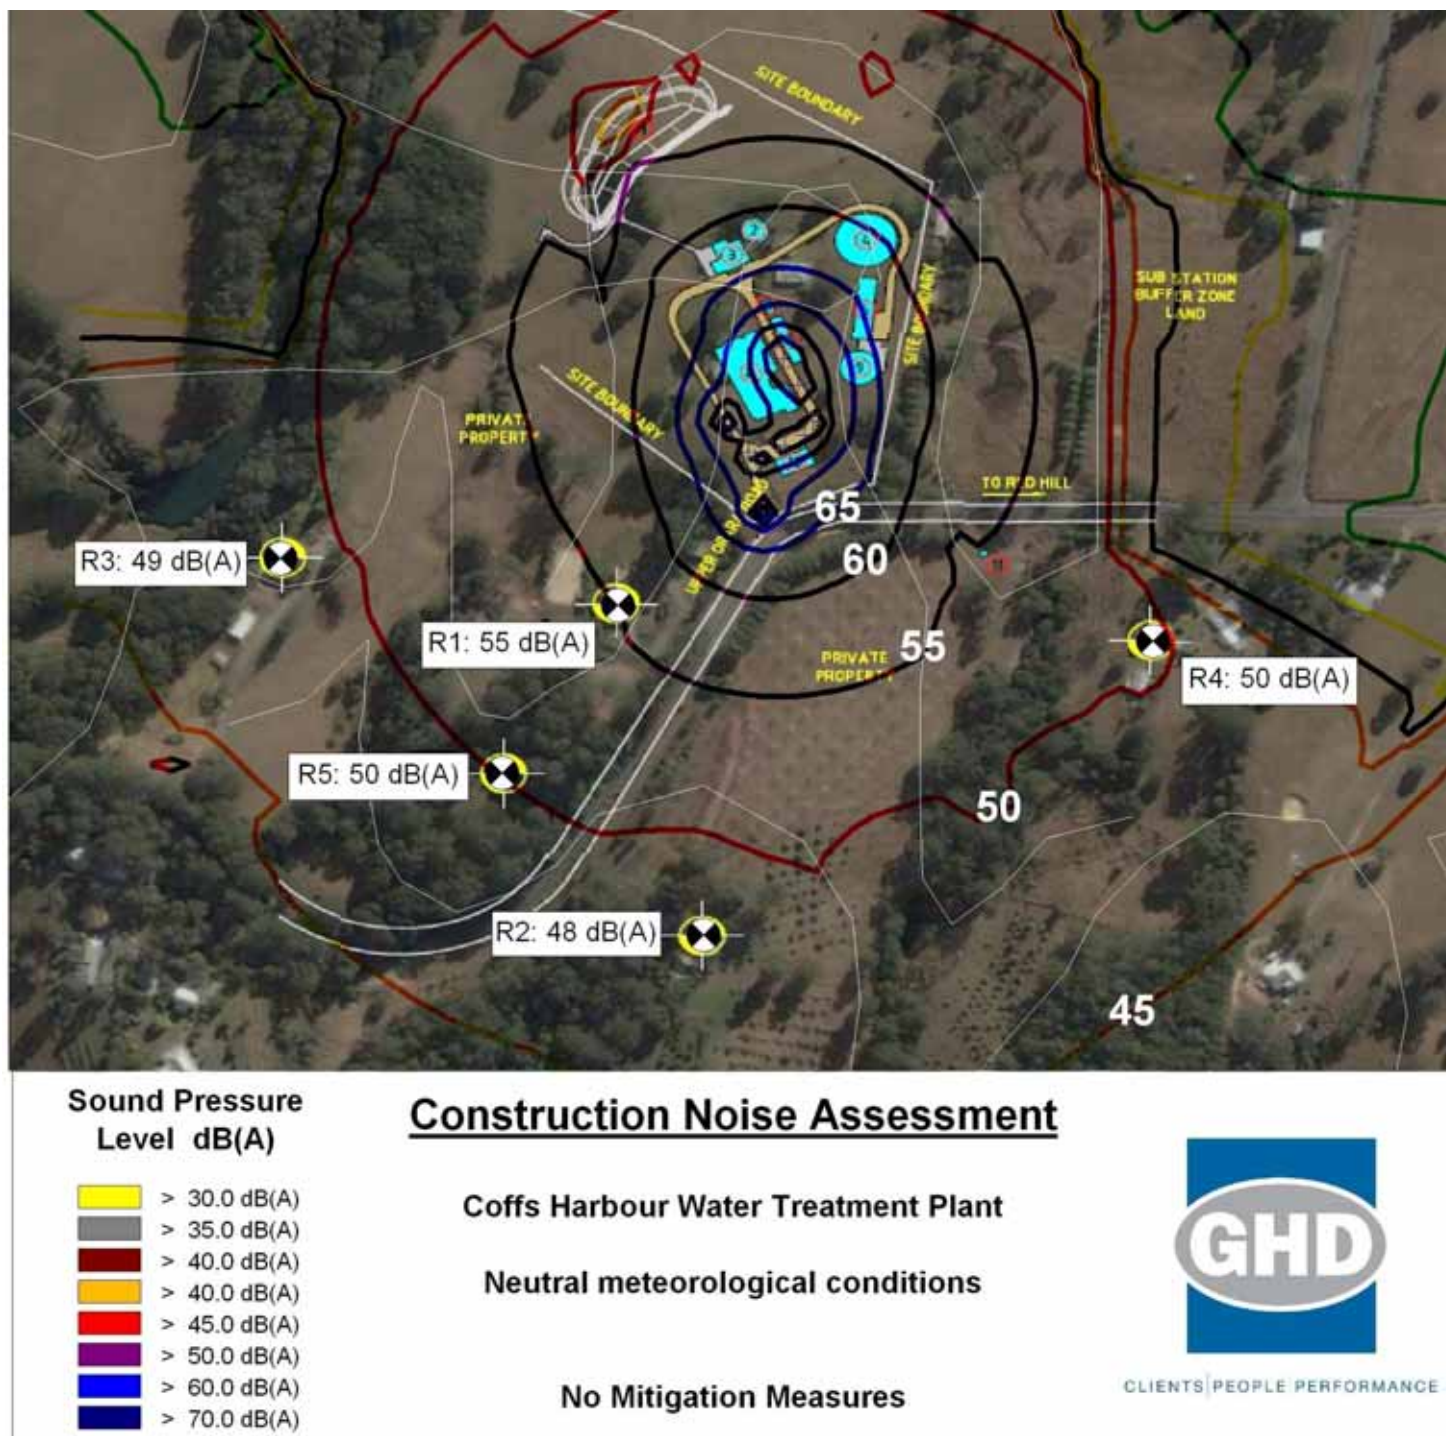 SITE BOUNDARY
SUB STATION
BUFFER ZONE
LAND
SITE BOUNDARY
SITE BOUNDARY
PRIVATE
PROPERTY
TO RED HILL
ROAD
65
60
55
50
45
R3: 49 dB(A)
R1: 55 dB(A)
PRIVATE
PROPERTY
R4: 50 dB(A)
R5: 50 dB(A)
R2: 48 dB(A)
Sound Pressure
Level dB(A)
> 30.0 dB(A)
> 35.0 dB(A)
> 40.0 dB(A)
> 40.0 dB(A)
> 45.0 dB(A)
> 50.0 dB(A)
> 60.0 dB(A)
> 70.0 dB(A)
Construction Noise Assessment
Coffs Harbour Water Treatment Plant
Neutral meteorological conditions
No Mitigation Measures
GHD
CLIENTS|PEOPLE PERFORMANCE